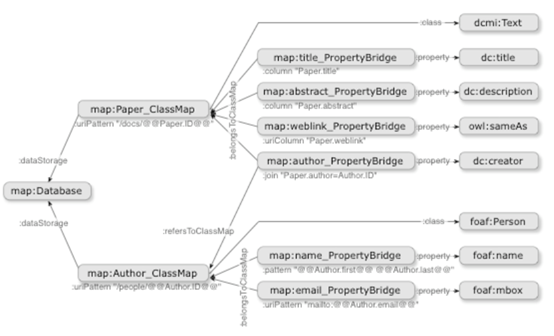 :class
dcmi:Text
map:title_PropertyBridge
:property
dc:title
:column "Paper.title"
map:abstract_PropertyBridge
:property
dc:description
:column "Paper.abstract"
map:Paper_ClassMap
:uriPattern "/docs/@@Paper.ID@@"
:belongsToClassMap
map:weblink_PropertyBridge
:property
owl:sameAs
:uriColumn "Paper.weblink"
map:author_PropertyBridge
:property
dc:creator
:join "Paper.author=Author.ID"
:dataStorage
map:Database
:dataStorage
:refersToClassMap
:class
foaf:Person
map:name_PropertyBridge
:property
foaf:name
:pattern "@@Author.first@@ @@Author.last@@"
map:Author_ClassMap
:uriPattern "/people/@@Author.ID@@"
:belongsToClassMap
map:email_PropertyBridge
:property
foaf:mbox
:uriPattern "mailto:@@Author.email@@"